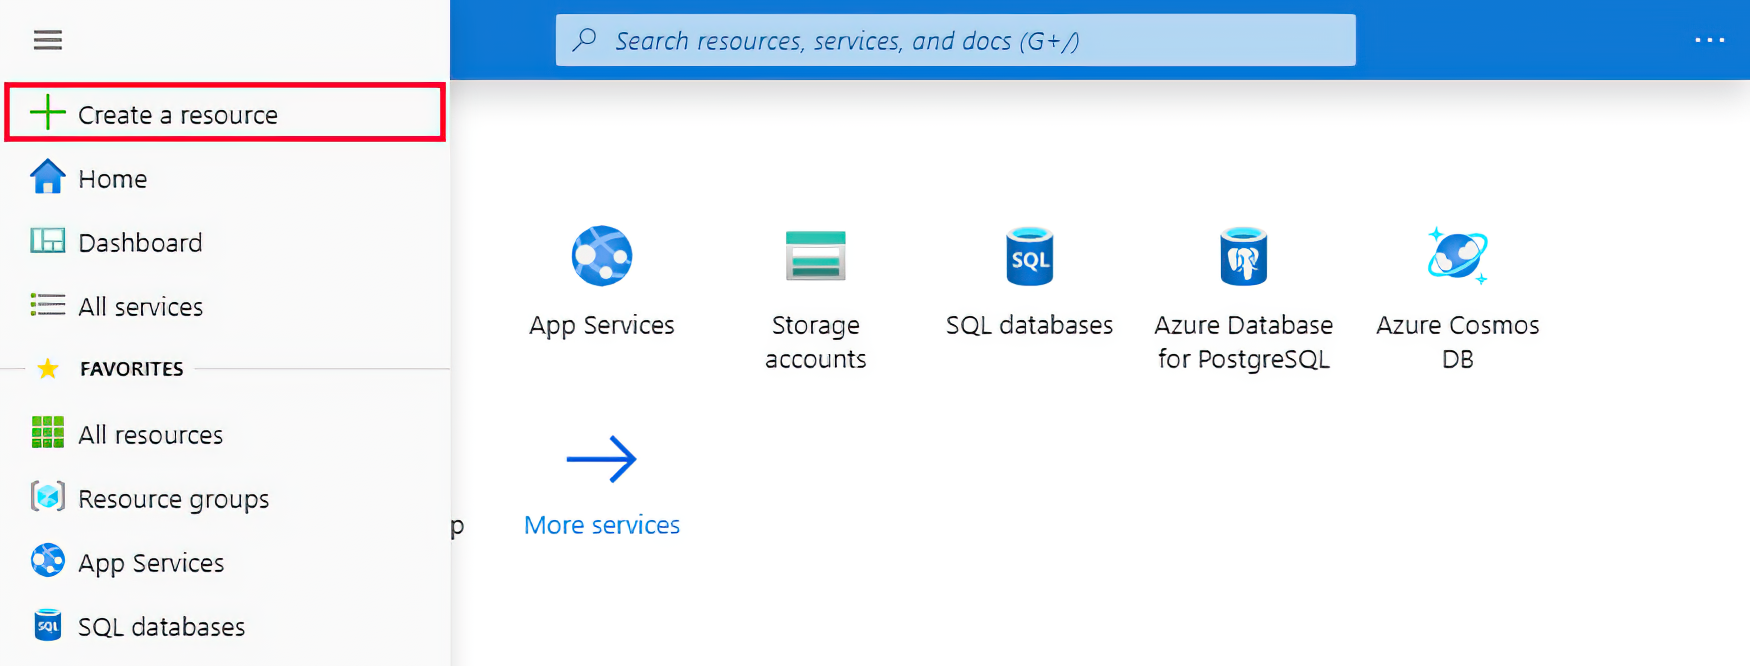 Search resources, services, and docs (G+/)
...
Create a resource
Home
Dashboard
All services
FAVORITES
All resources
Resource groups
App Services
SQL
SQL databases
App Services
Storage
accounts
SQL
SQL databases
Azure Database
for PostgreSQL
Azure Cosmos
DB
p
More services